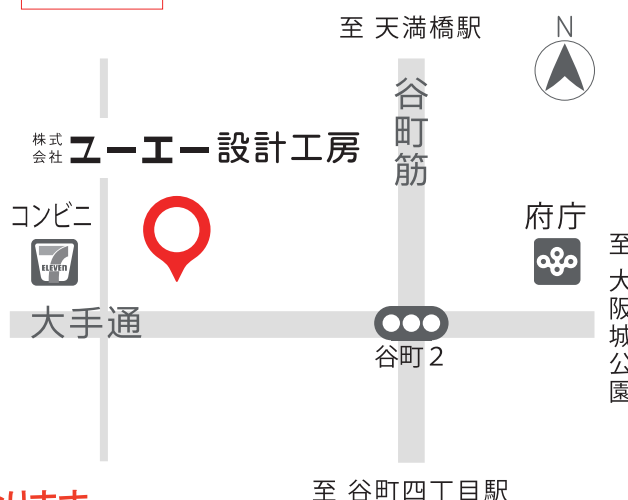 至 天満橋駅
N
谷町筋
株式会社 ユーエー設計工房
コンビニ
7
ELEVEN
府庁
至 大阪城公園
大手通
谷町2
至 谷町四丁目駅